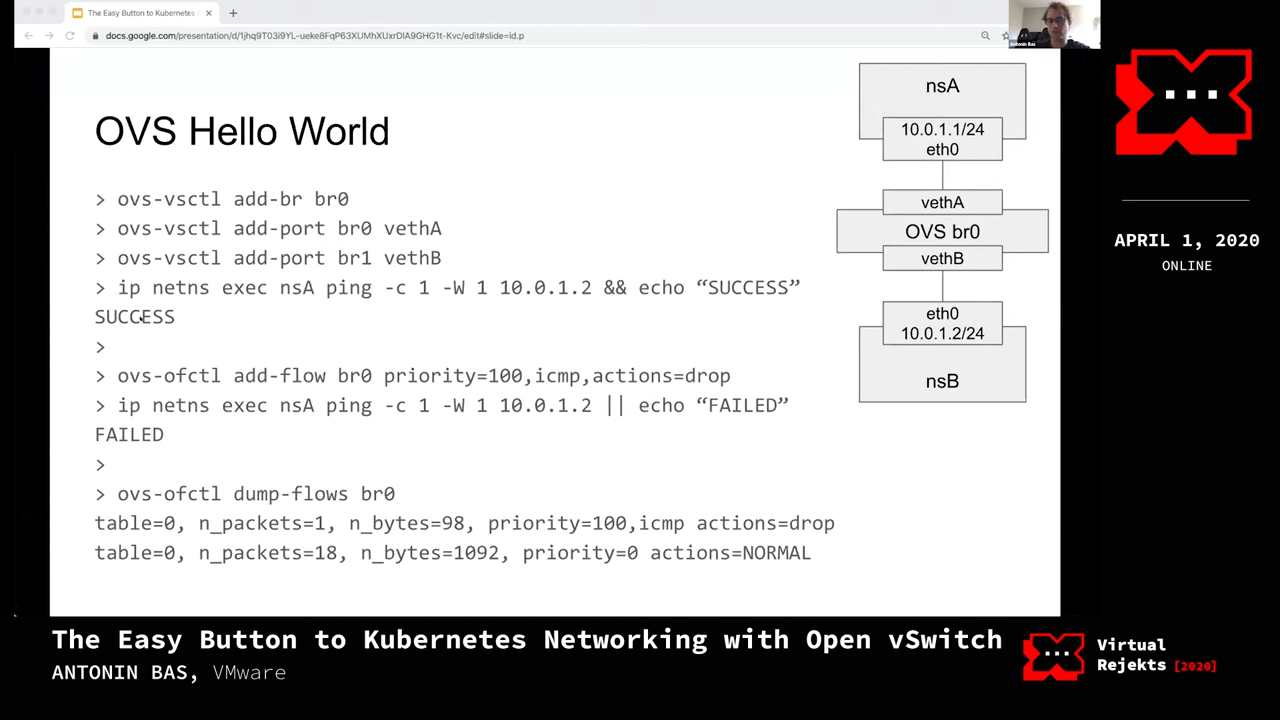 The Easy Button to Kubernetes
docs.google.com/presentation/d/1jhq9T03i9YL-ueke8FqP63XUMhXUxrDIA9GHG1t-Kvc/edit#slide=id.p
Antonin Bas
OVS Hello World
> ovs-vsctl add-br br0
> ovs-vsctl add-port br0 vethA
> ovs-vsctl add-port br1 vethB
> ip netns exec nsA ping -c 1 -W 1 10.0.1.2 && echo “SUCCESS”
SUCCESS
>
> ovs-ofctl add-flow br0 priority=100,icmp,actions=drop
> ip netns exec nsA ping -c 1 -W 1 10.0.1.2 || echo “FAILED”
FAILED
>
> ovs-ofctl dump-flows br0
table=0, n_packets=1, n_bytes=98, priority=100,icmp actions=drop
table=0, n_packets=18, n_bytes=1092, priority=0 actions=NORMAL
nsA
10.0.1.1/24
eth0
vethA
OVS br0
vethB
eth0
10.0.1.2/24
nsB
APRIL 1, 2020
ONLINE
The Easy Button to Kubernetes Networking with Open vSwitch
ANTONIN BAS, VMware
Virtual
Rejekts [2020]